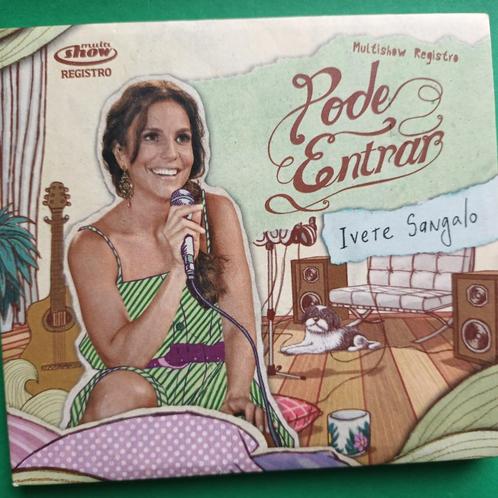 multi
show
REGISTRO
Multishow Registro
Pode
Entrar
Ivete Sangalo